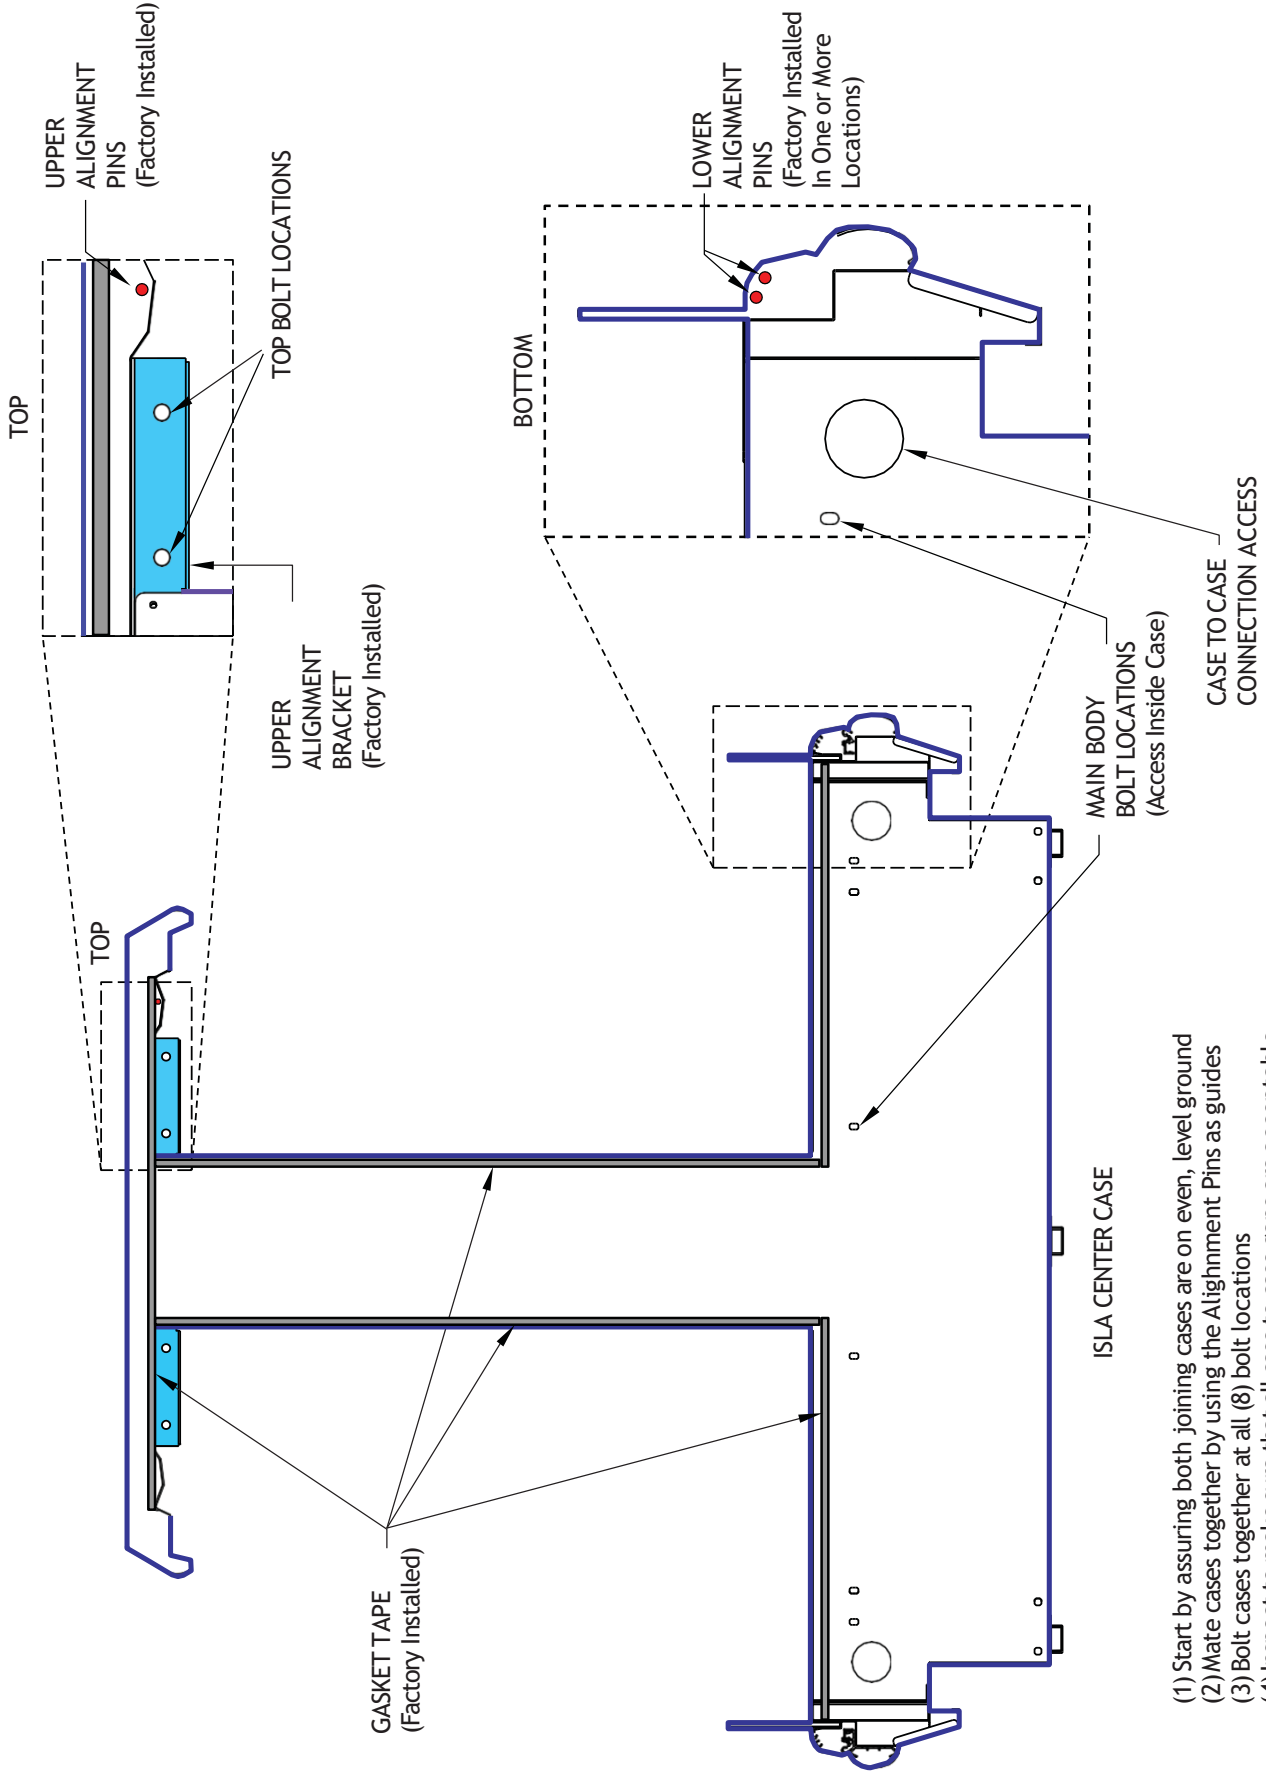 UPPER
ALIGNMENT
PINS
(Factory Installed)
TOP
TOP BOLT LOCATIONS
UPPER
ALIGNMENT
BRACKET
(Factory Installed)
TOP
LOWER
ALIGNMENT
PINS
(Factory Installed
In One or More
Locations)
BOTTOM
MAIN BODY
BOLT LOCATIONS
(Access Inside Case)
CASE TO CASE
CONNECTION ACCESS
GASKET TAPE
(Factory Installed)
ISLA CENTER CASE
(1) Start by assuring both joining cases are on even, level ground
(2) Mate cases together by using the Alighnment Pins as guides
(3) Bolt cases together at all (8) bolt locations